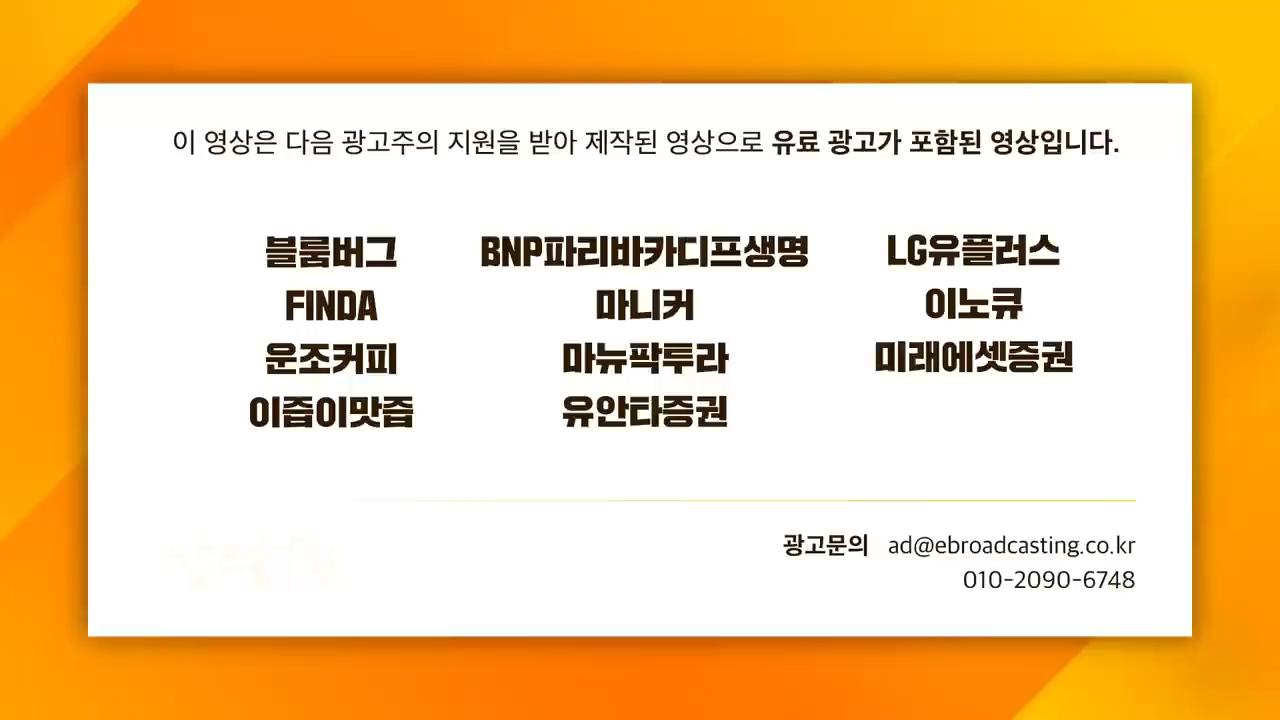 이 영상은 다음 광고주의 지원을 받아 제작된 영상으로 유료 광고가 포함된 영상입니다.
블룸버그 BNP파리바카디프생명 LG유플러스
FINDA 마니커 이노큐
운조커피 마뉴팍투라 미래에셋증권
이즙이맛즙 유안타증권
광고문의 ad@ebroadcasting.co.kr
010-2090-6748